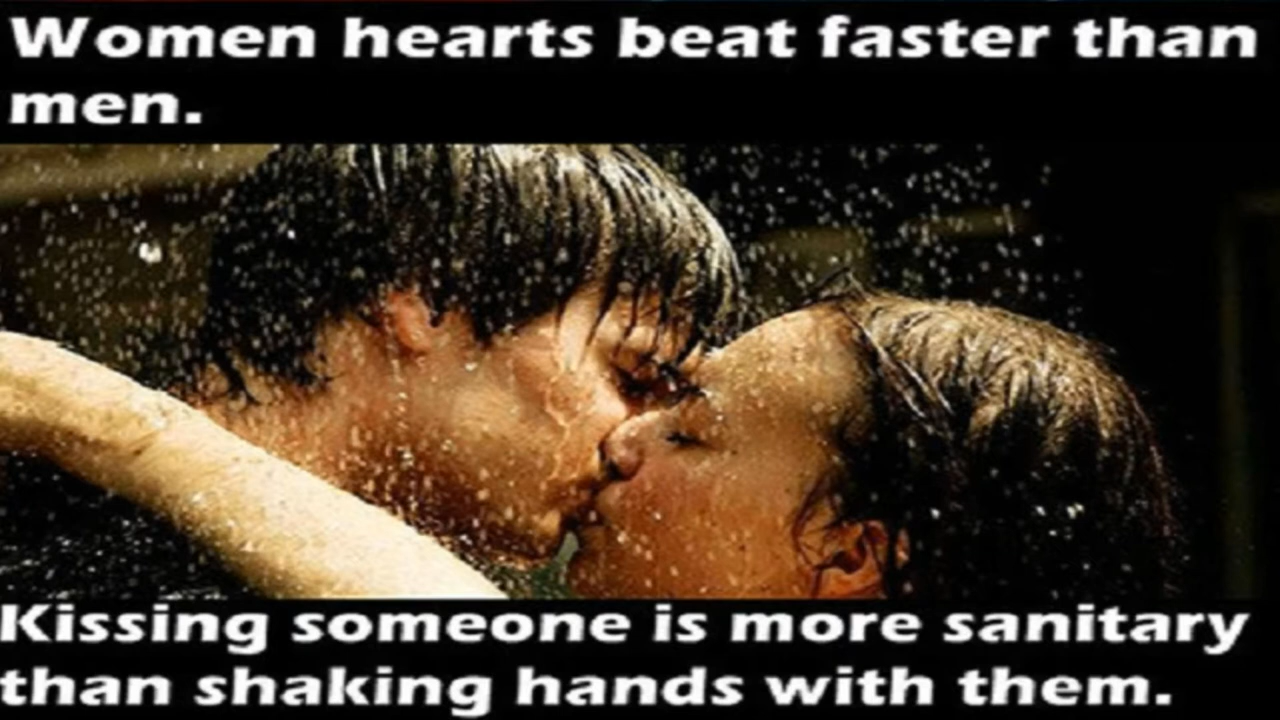 Women hearts beat faster than
men.
Kissing someone is more sanitary
than shaking hands with them.